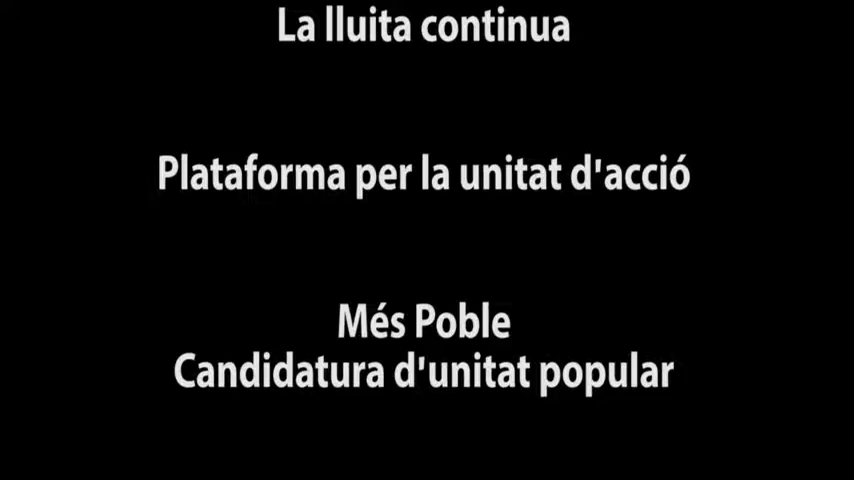 La lluita continua
Plataforma per la unitat d'acció
Més Poble
Candidatura d'unitat popular